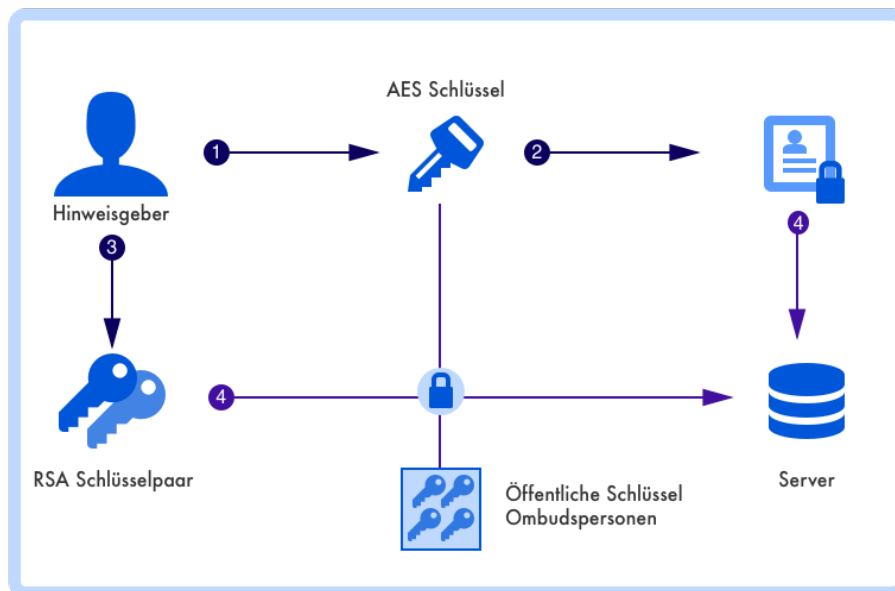 AES Schlüssel
1
2
Hinweisgeber
3
4
4
RSA Schlüsselpaar
Öffentliche Schlüssel
Ombudspersonen
Server